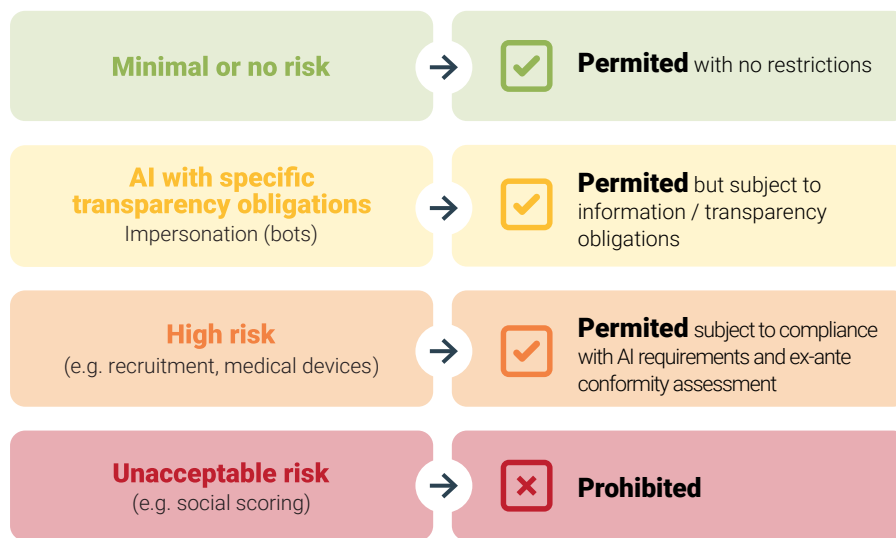 Minimal or no risk
Permited with no restrictions
AI with specific
transparency obligations
Impersonation (bots)
Permited but subject to
information / transparency
obligations
High risk
(e.g. recruitment, medical devices)
Permited subject to compliance
with AI requirements and ex-ante
conformity assessment
Unacceptable risk
(e.g. social scoring)
Prohibited